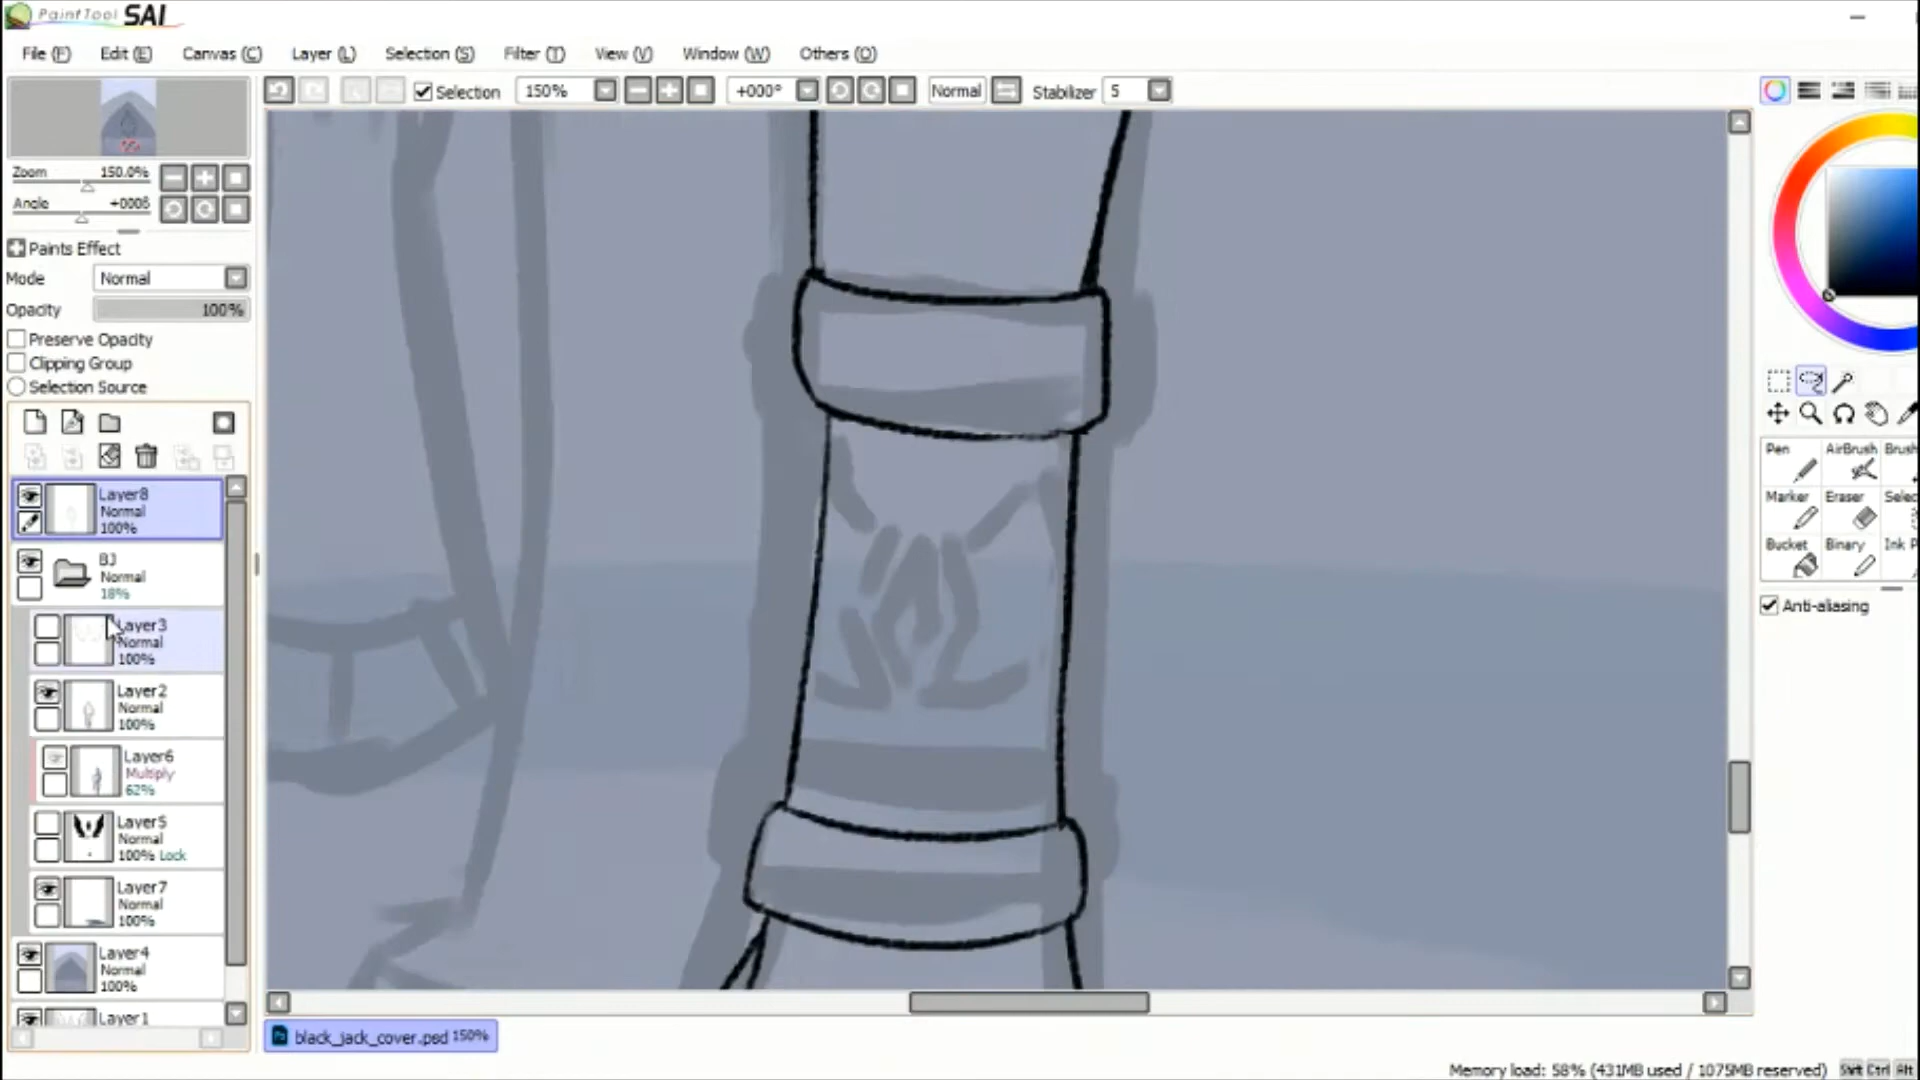 PaintTool SAI
File (F) Edit (E) Canvas (C) Layer (L) Selection (S) Filter (T) View (V) Window (W) Others (O)
Selection 150% +000° Normal Stabilizer 5
Zoom 150.0%
Angle +000°
Paints Effect
Mode Normal
Opacity 100%
Preserve Opacity
Clipping Group
Selection Source
Layer8
Normal
100%
BJ
Normal
18%
Layer3
Normal
100%
Layer2
Normal
100%
Layer6
Multiply
62%
Layer5
Normal
100% Lock
Layer7
Normal
100%
Layer4
Normal
100%
Layer1
Pen AirBrush Brush
Marker Eraser Selec
Bucket Binary Ink P
Anti-aliasing
black_jack_cover.psd 150%
Memory load: 58% (431MB used / 1075MB reserved) Shft Ctrl Alt